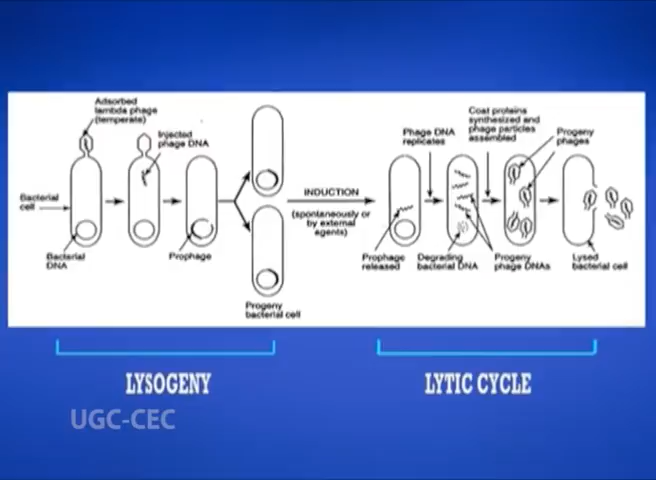 Adsorbed
lambda phage
(temperate)
Injected
phage DNA
Bacterial
cell
Bacterial
DNA
Prophage
Progeny
bacterial cell
INDUCTION
(spontaneously or
by external
agents)
Phage DNA
replicates
Coat proteins
synthesized and
phage particles
assembled
Progeny
phages
Prophage
released
Degrading
bacterial DNA
Progeny
phage DNAs
Lysed
bacterial cell
LYSOGENY
LYTIC CYCLE
UGC-CEC